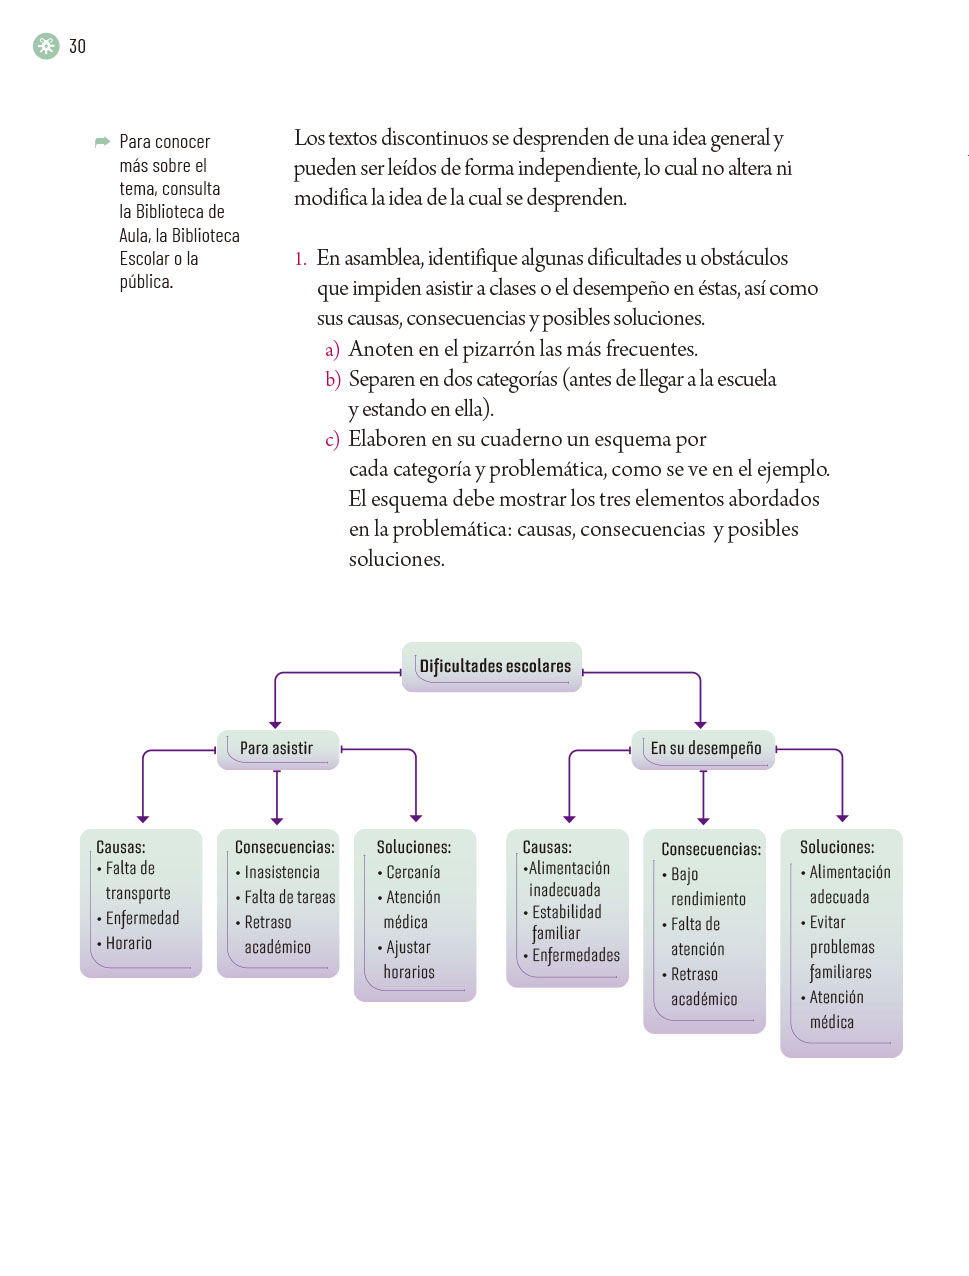 30
Para conocer
más sobre el
tema, consulta
la Biblioteca de
Aula, la Biblioteca
Escolar o la
pública.
Los textos discontinuos se desprenden de una idea general y
pueden ser leídos de forma independiente, lo cual no altera ni
modifica la idea de la cual se desprenden.
1. En asamblea, identifique algunas dificultades u obstáculos
que impiden asistir a clases o el desempeño en éstas, así como
sus causas, consecuencias y posibles soluciones.
a) Anoten en el pizarrón las más frecuentes.
b) Separen en dos categorías (antes de llegar a la escuela
y estando en ella).
c) Elaboren en su cuaderno un esquema por
cada categoría y problemática, como se ve en el ejemplo.
El esquema debe mostrar los tres elementos abordados
en la problemática: causas, consecuencias y posibles
soluciones.
Dificultades escolares
Para asistir
En su desempeño
Causas:
• Falta de
transporte
• Enfermedad
• Horario
Consecuencias:
• Inasistencia
• Falta de tareas
• Retraso
académico
Soluciones:
• Cercanía
• Atención
médica
• Ajustar
horarios
Causas:
•Alimentación
inadecuada
• Estabilidad
familiar
• Enfermedades
Consecuencias:
• Bajo
rendimiento
• Falta de
atención
• Retraso
académico
Soluciones:
• Alimentación
adecuada
• Evitar
problemas
familiares
• Atención
médica